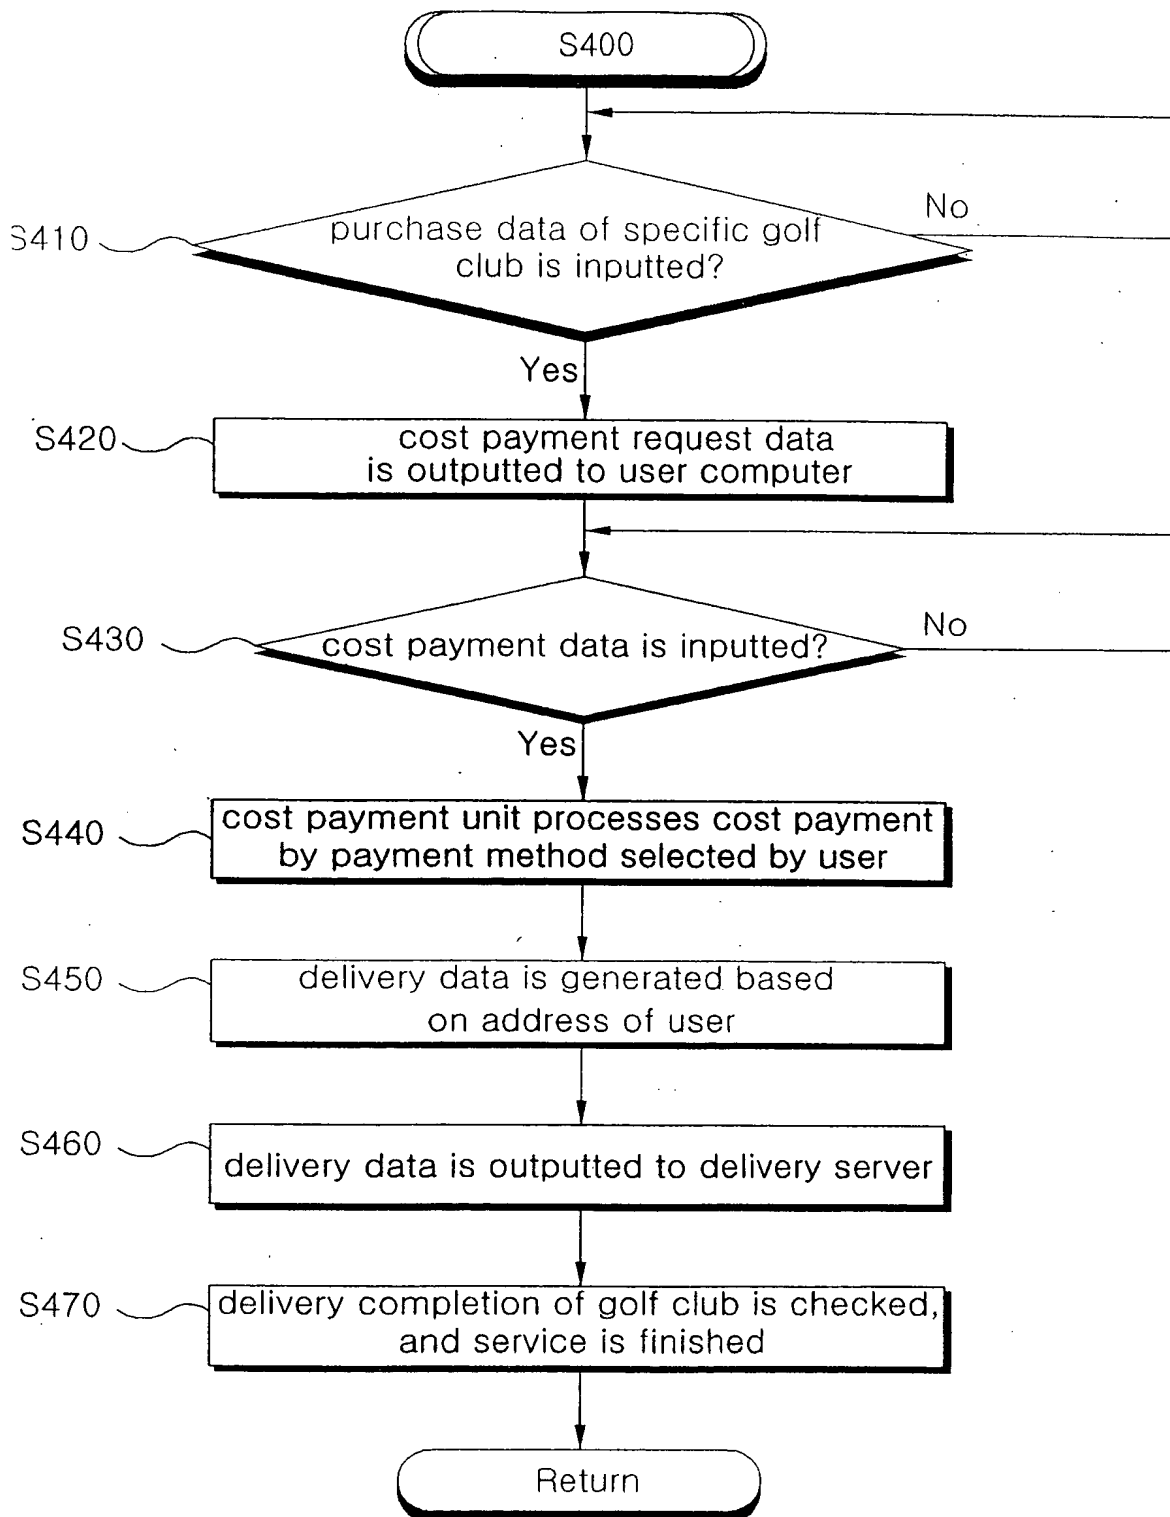 S400
S410
purchase data of specific golf
club is inputted?
No
Yes
S420
cost payment request data
is outputted to user computer
S430
cost payment data is inputted?
No
Yes
S440
cost payment unit processes cost payment
by payment method selected by user
S450
delivery data is generated based
on address of user
S460
delivery data is outputted to delivery server
S470
delivery completion of golf club is checked,
and service is finished
Return